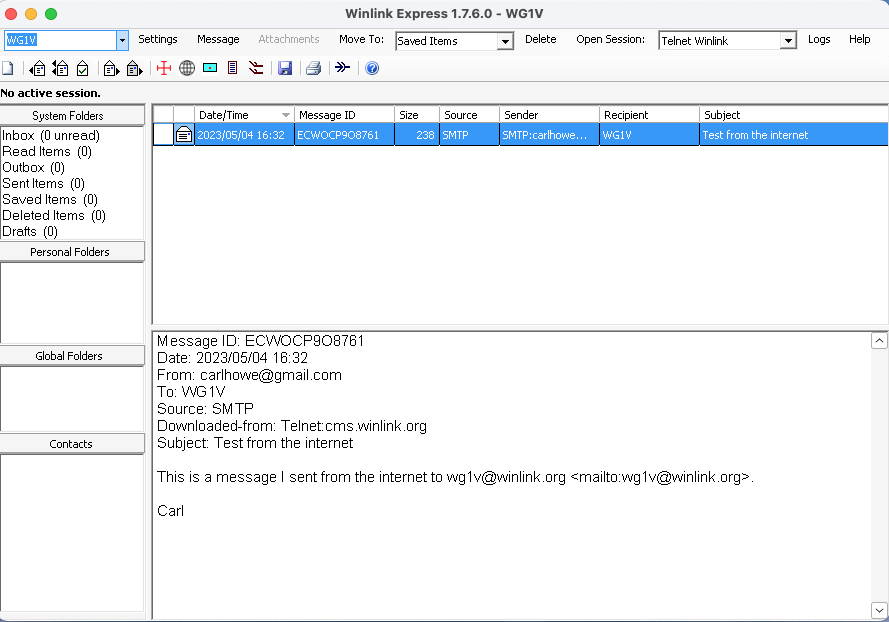 Winlink Express 1.7.6.0 - WG1V
WG1V Settings Message Attachments Move To: Saved Items Delete Open Session: Telnet Winlink Logs Help
No active session.
System Folders
Inbox (0 unread)
Read Items (0)
Outbox (0)
Sent Items (0)
Saved Items (0)
Deleted Items (0)
Drafts (0)
Personal Folders
Global Folders
Contacts
Date/Time Message ID Size Source Sender Recipient Subject
2023/05/04 16:32 ECWOCP9O8761 238 SMTP SMTP:carlhowe... WG1V Test from the internet
Message ID: ECWOCP9O8761
Date: 2023/05/04 16:32
From: carlhowe@gmail.com
To: WG1V
Source: SMTP
Downloaded-from: Telnet:cms.winlink.org
Subject: Test from the internet
This is a message I sent from the internet to wg1v@winlink.org <mailto:wg1v@winlink.org>.
Carl